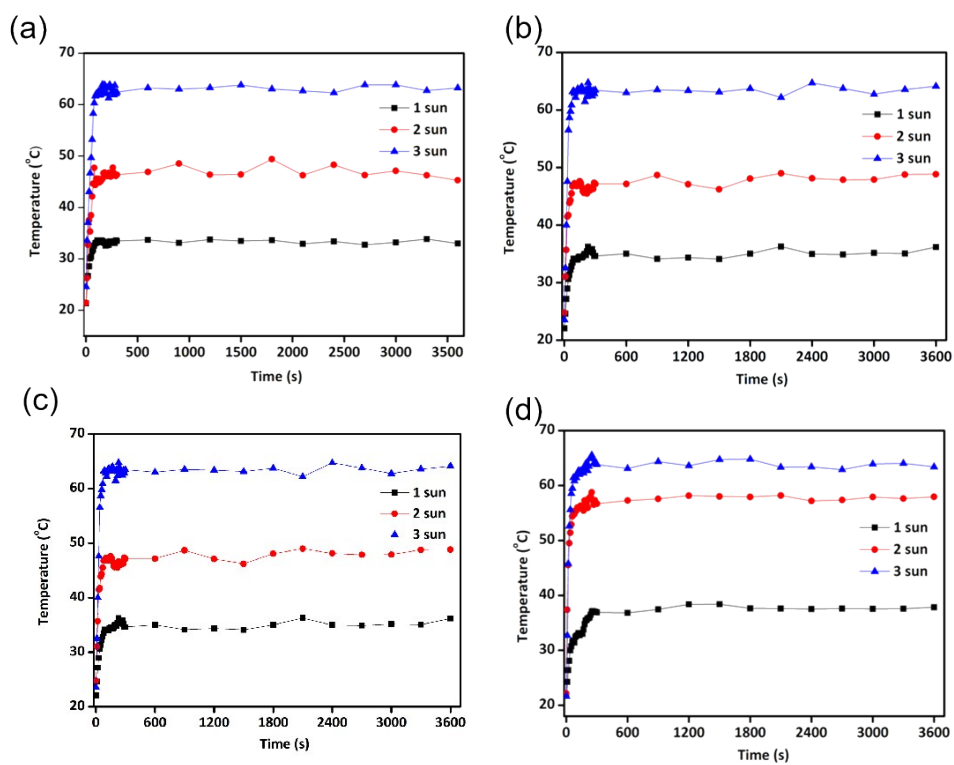 (a)
70
60
50
40
30
20
Temperature (°C)
1 sun
2 sun
3 sun
0 500 1000 1500 2000 2500 3000 3500
Time (s)
(b)
70
60
50
40
30
20
Temperature (°C)
1 sun
2 sun
3 sun
0 600 1200 1800 2400 3000 3600
Time (s)
(c)
70
60
50
40
30
20
Temperature (°C)
1 sun
2 sun
3 sun
0 600 1200 1800 2400 3000 3600
Time (s)
(d)
70
60
50
40
30
20
Temperature (°C)
1 sun
2 sun
3 sun
0 600 1200 1800 2400 3000 3600
Time (s)